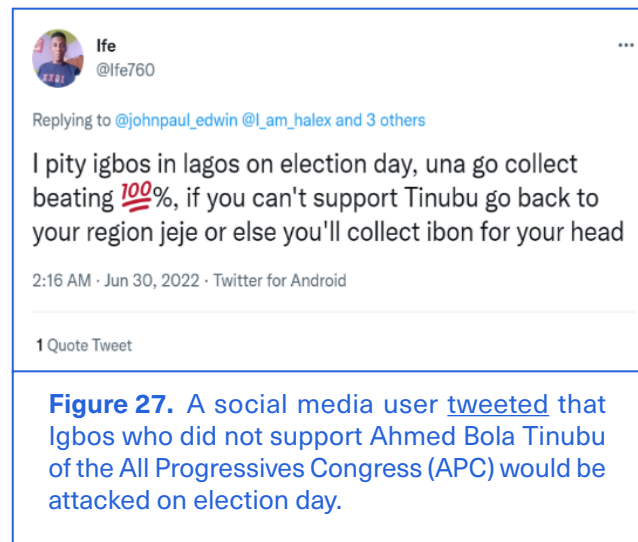 Ife
@Ife760
Replying to @johnpaul_edwin @I_am_halex and 3 others
I pity igbos in lagos on election day, una go collect
beating 💯%, if you can't support Tinubu go back to
your region jeje or else you'll collect ibon for your head
2:16 AM · Jun 30, 2022 · Twitter for Android
1 Quote Tweet
Figure 27. A social media user tweeted that
Igbos who did not support Ahmed Bola Tinubu
of the All Progressives Congress (APC) would be
attacked on election day.